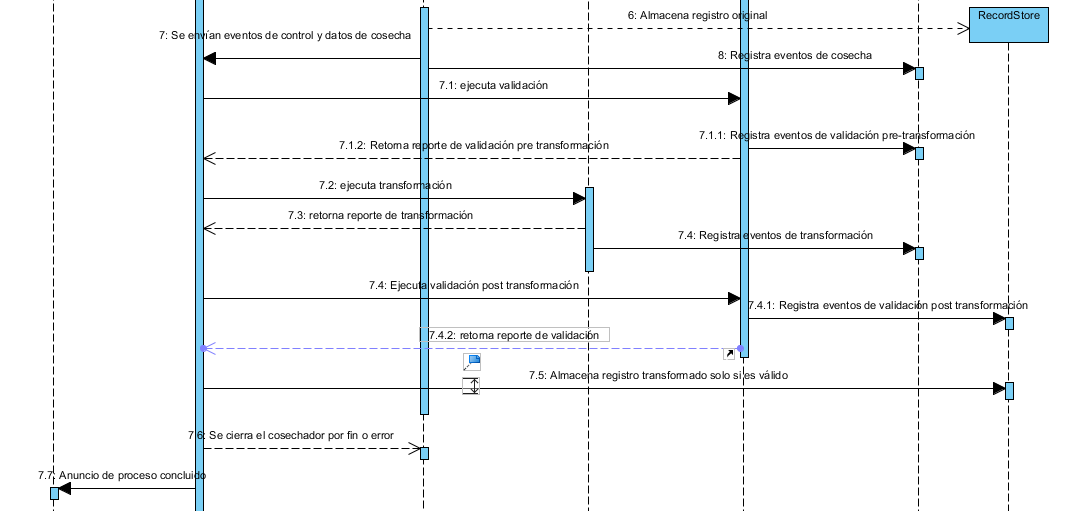 6: Almacena registro original
RecordStore
7: Se envían eventos de control y datos de cosecha
8: Registra eventos de cosecha
7.1: ejecuta validación
7.1.1: Registra eventos de validación pre-transformación
7.1.2: Retorna reporte de validación pre transformación
7.2: ejecuta transformación
7.3: retorna reporte de transformación
7.4: Registra eventos de transformación
7.4: Ejecuta validación post transformación
7.4.1: Registra eventos de validación post transformación
7.4.2: retorna reporte de validación
7.5: Almacena registro transformado solo si es válido
7.6: Se cierra el cosechador por fin o error
7.7: Anuncio de proceso concluido